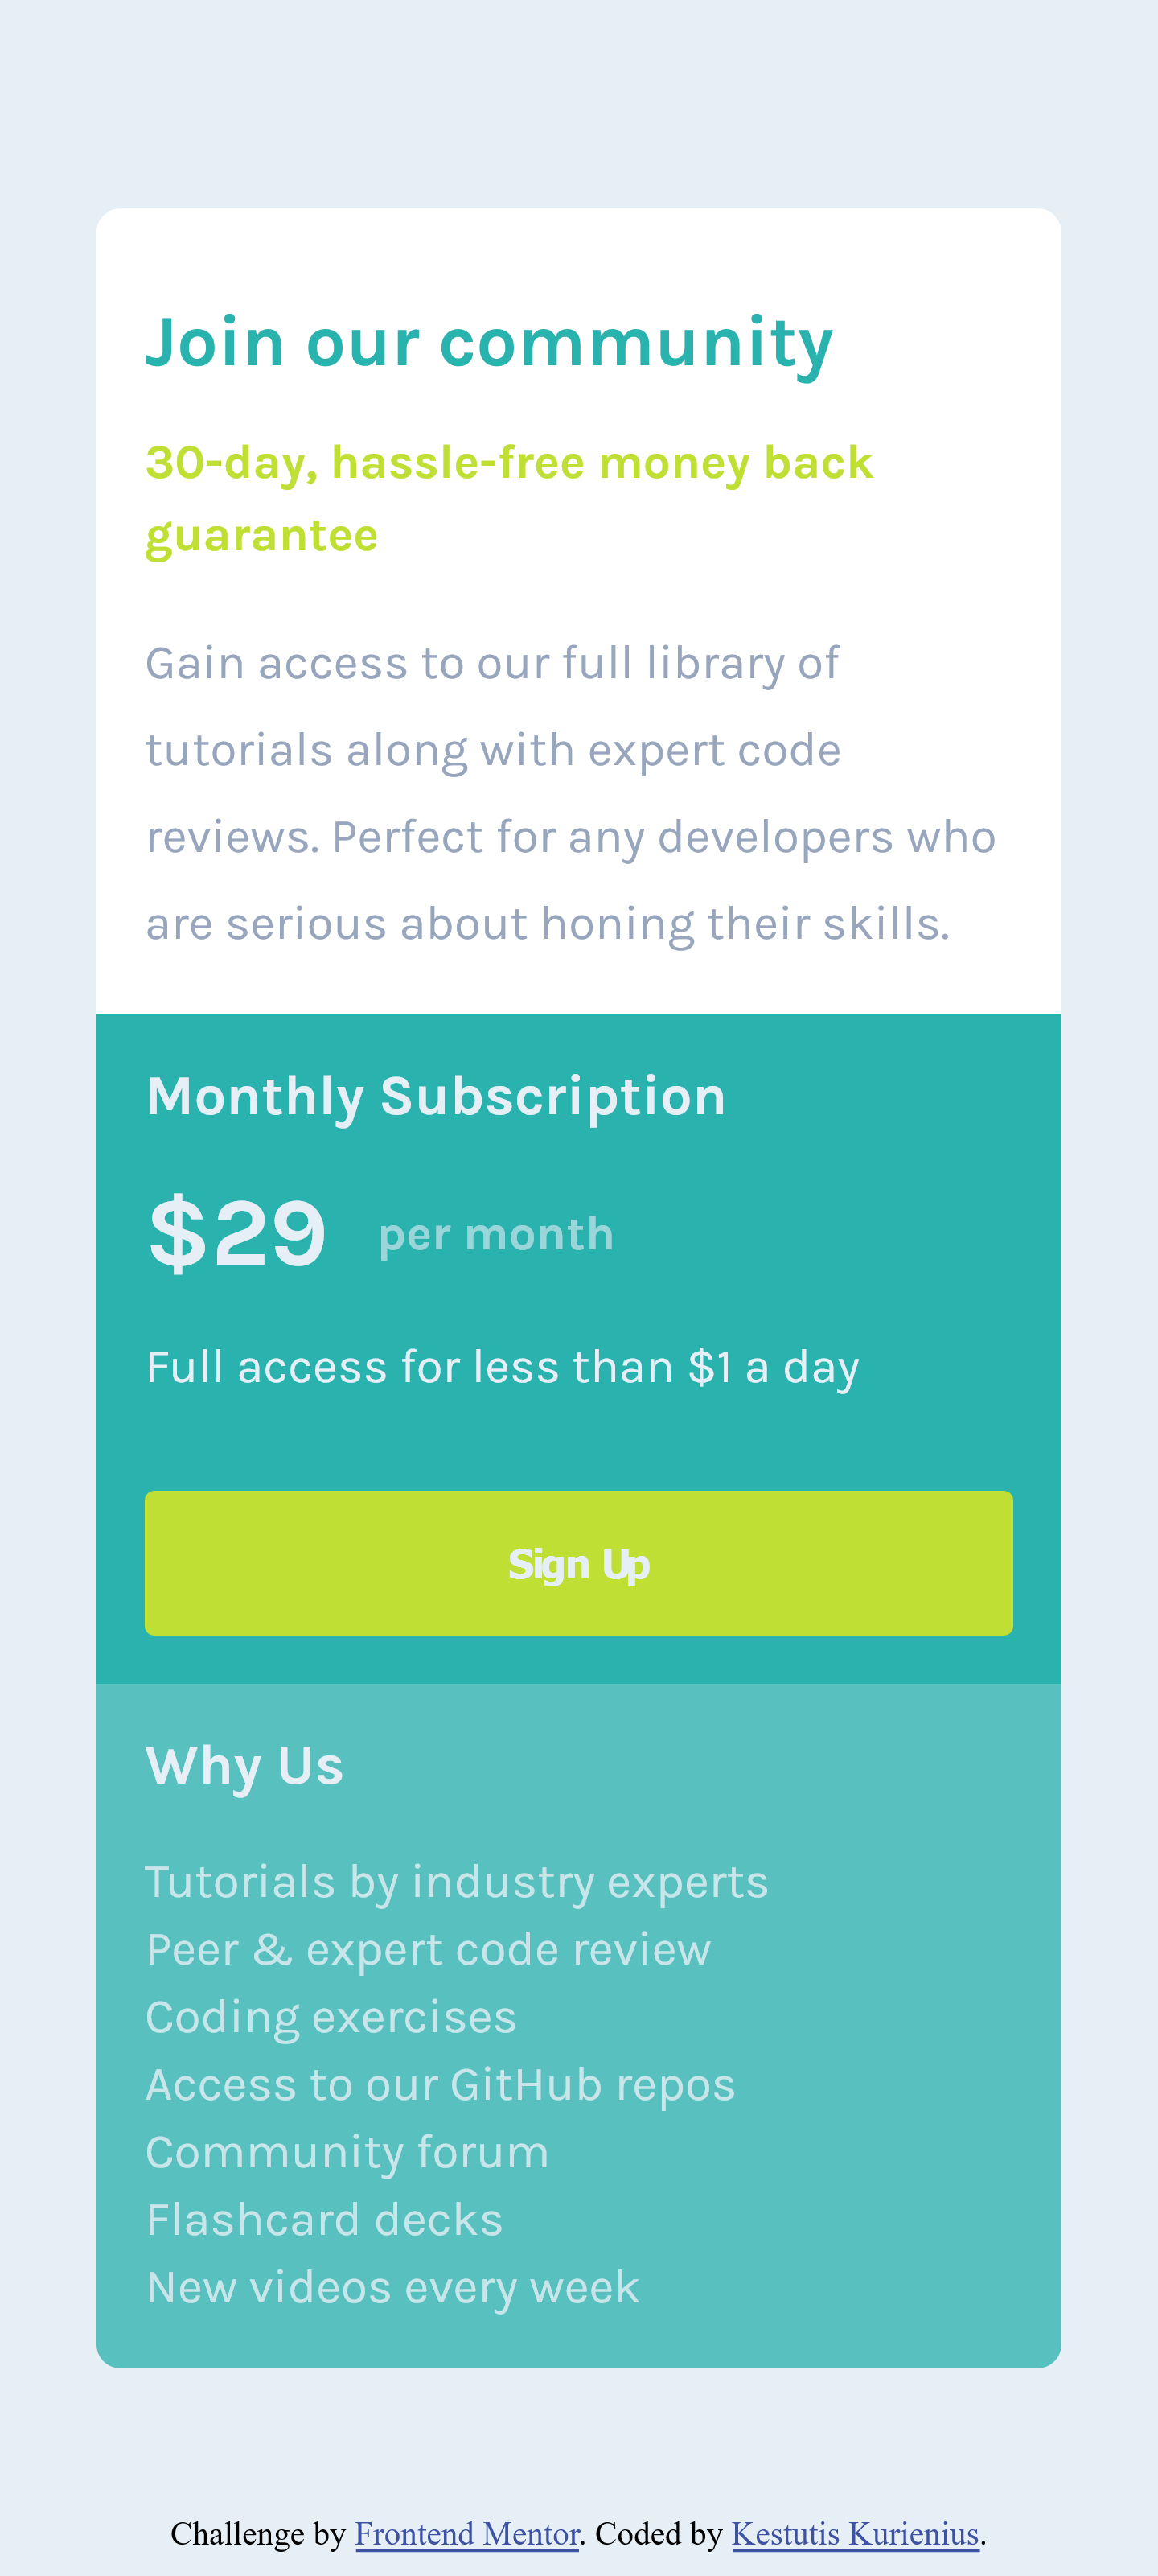 Join our community
30-day, hassle-free money back
guarantee
Gain access to our full library of
tutorials along with expert code
reviews. Perfect for any developers who
are serious about honing their skills.
Monthly Subscription
$29 per month
Full access for less than $1 a day
Sign Up
Why Us
Tutorials by industry experts
Peer & expert code review
Coding exercises
Access to our GitHub repos
Community forum
Flashcard decks
New videos every week
Challenge by Frontend Mentor. Coded by Kestutis Kurienius.